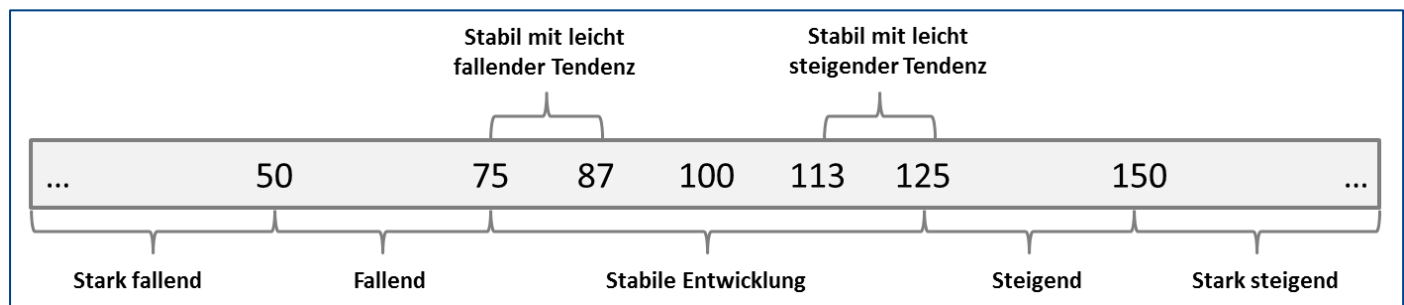 Stabil mit leicht
fallender Tendenz
Stabil mit leicht
steigender Tendenz
... 50 75 87 100 113 125 150 ...
Stark fallend Fallend Stabile Entwicklung Steigend Stark steigend